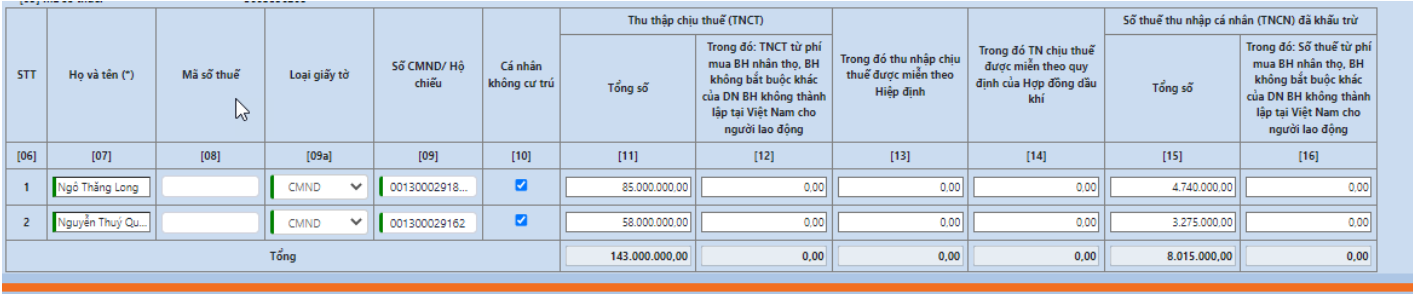 Thu thập chịu thuế (TNCT)
Số thuế thu nhập cá nhân (TNCN) đã khấu trừ
STT
Họ và tên (*)
Mã số thuế
Loại giấy tờ
Số CMND/ Hộ
chiếu
Cá nhân
không cư trú
Tổng số
Trong đó: TNCT từ phí
mua BH nhân thọ, BH
không bắt buộc khác
của DN BH không thành
lập tại Việt Nam cho
người lao động
Trong đó thu nhập chịu
thuế được miễn theo
Hiệp định
Trong đó TN chịu thuế
được miễn theo quy
định của Hợp đồng dầu
khí
Tổng số
Trong đó: Số thuế từ phí
mua BH nhân thọ, BH
không bắt buộc khác
của DN BH không thành
lập tại Việt Nam cho
người lao động
[06] [07] [08] [09a] [09] [10] [11] [12] [13] [14] [15] [16]
1 Ngô Thăng Long CMND 00130002918... 85.000.000,00 0,00 0,00 0,00 4.740.000,00 0,00
2 Nguyễn Thuý Qu... CMND 001300029162 58.000.000,00 0,00 0,00 0,00 3.275.000,00 0,00
Tổng 143.000.000,00 0,00 0,00 0,00 8.015.000,00 0,00